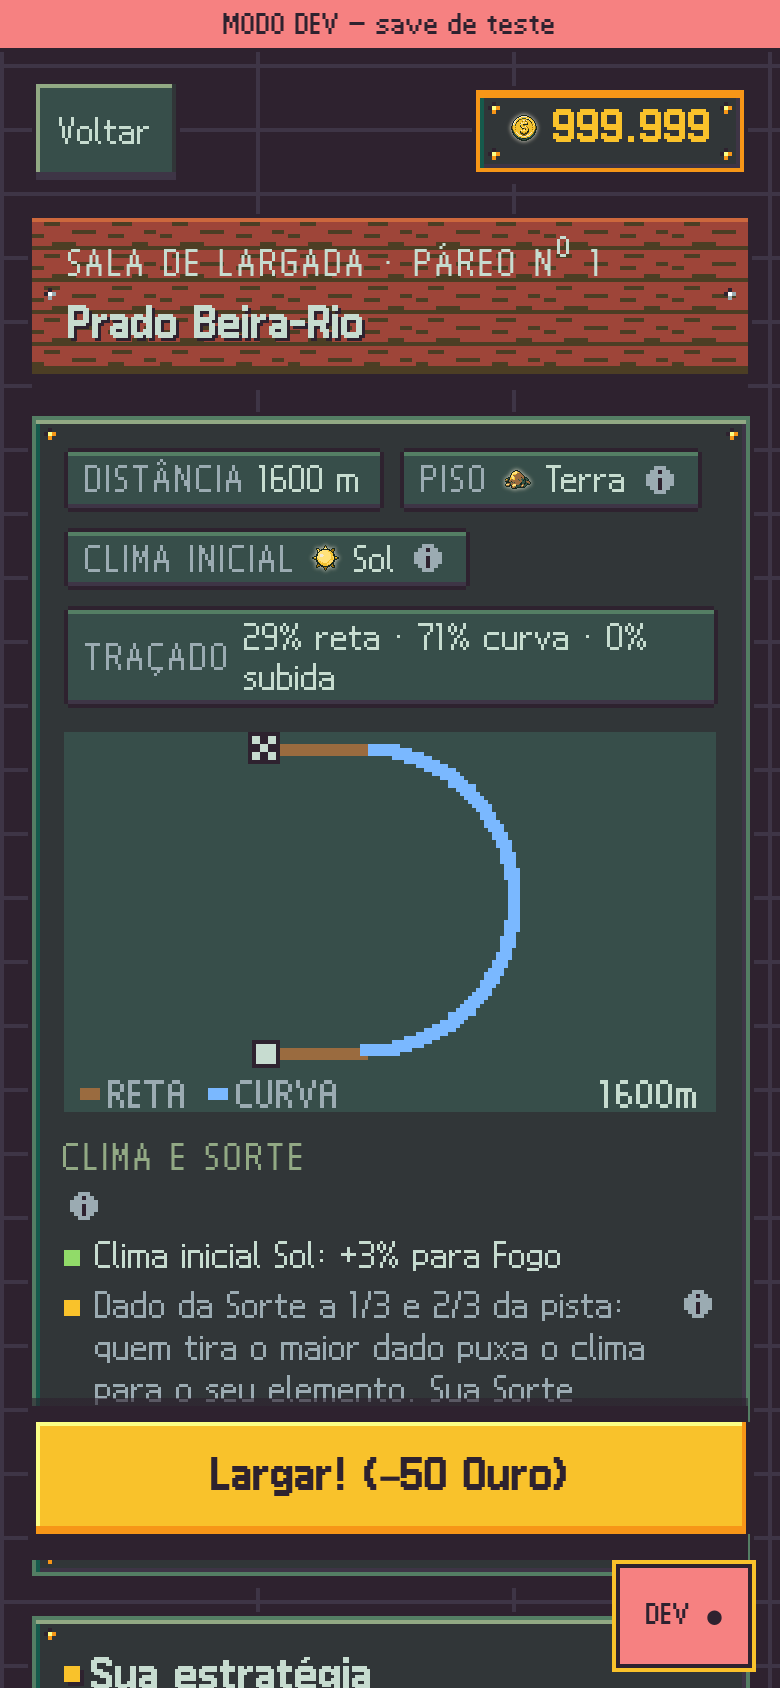 MODO DEV — save de teste
Voltar
999.999
SALA DE LARGADA · PÁREO Nº 1
Prado Beira-Rio
DISTÂNCIA 1600 m
PISO Terra
CLIMA INICIAL Sol
TRAÇADO 29% reta · 71% curva · 0%
subida
RETA CURVA 1600m
CLIMA E SORTE
Clima inicial Sol: +3% para Fogo
Dado da Sorte a 1/3 e 2/3 da pista:
quem tira o maior dado puxa o clima
para o seu elemento. Sua Sorte
Largar! (-50 Ouro)
DEV
Sua estratégia